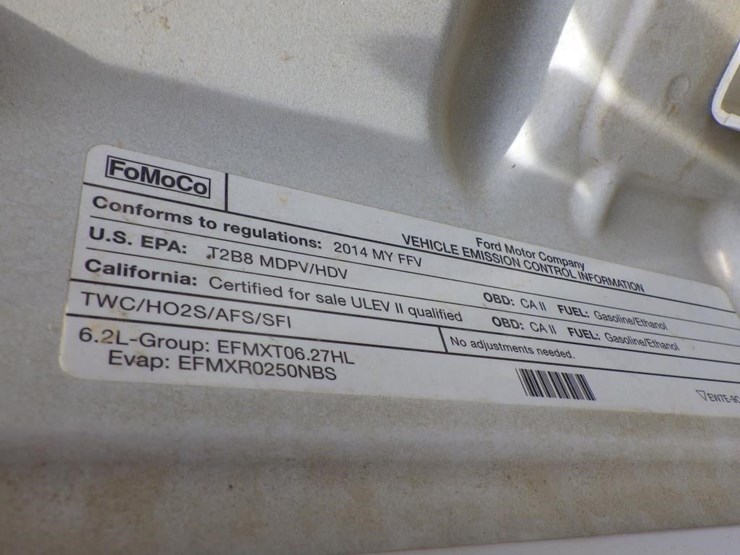 FoMoCo
Ford Motor Company
VEHICLE EMISSION CONTROL INFORMATION
Conforms to regulations: 2014 MY FFV
U.S. EPA: T2B8 MDPV/HDV OBD: CA II FUEL: Gasoline/Ethanol
California: Certified for sale ULEV II qualified OBD: CA II FUEL: Gasoline/Ethanol
TWC/HO2S/AFS/SFI
No adjustments needed.
6.2L-Group: EFMXT06.27HL
Evap: EFMXR0250NBS